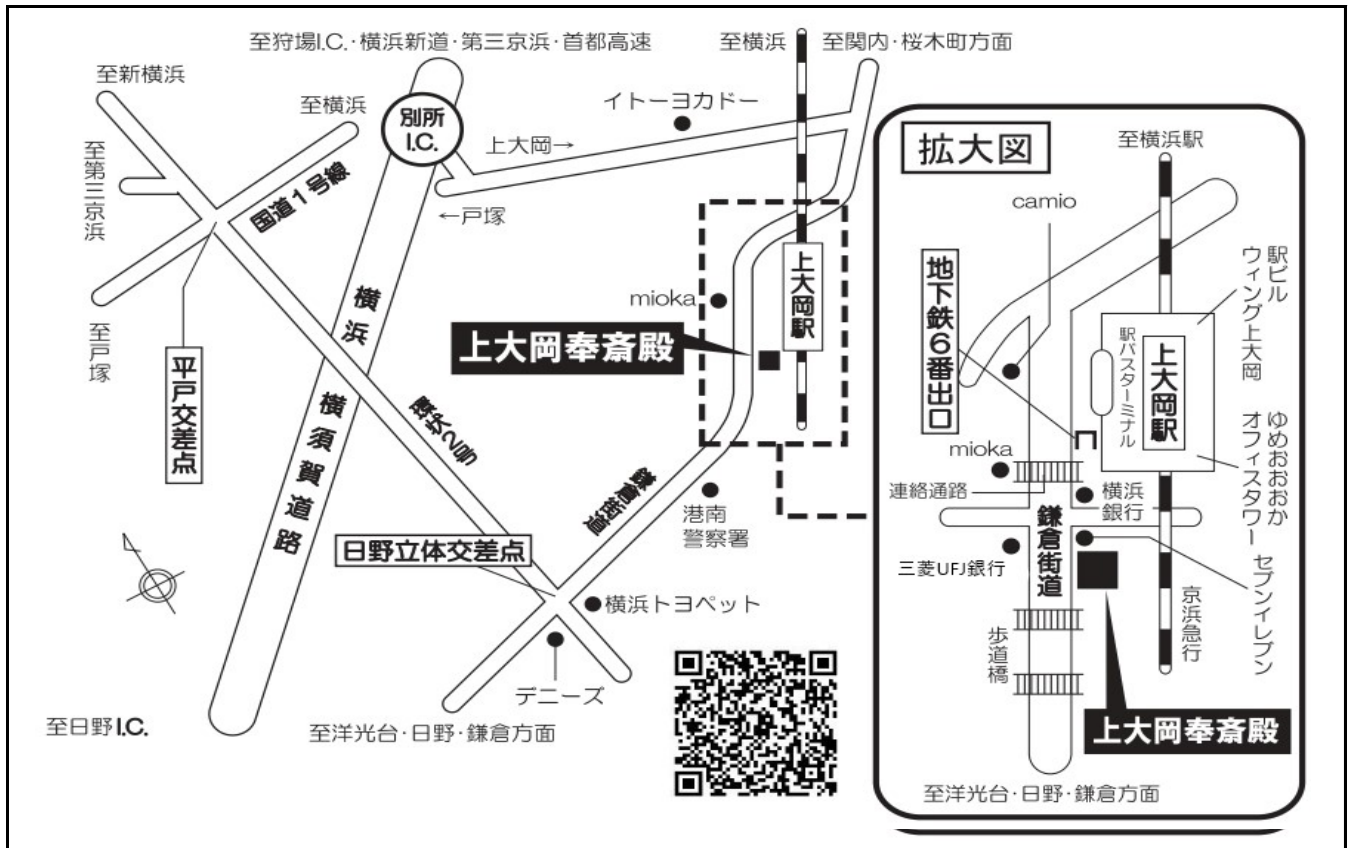 至狩場I.C.・横浜新道・第三京浜・首都高速
至横浜
至関内・桜木町方面
至新横浜
至横浜
別所
I.C.
イトーヨカドー
上大岡→
←戸塚
至第三京浜
国道1号線
至戸塚
平戸交差点
横浜横須賀道路
環状2号
mioka
上大岡駅
上大岡奉斎殿
鎌倉街道
港南
警察署
日野立体交差点
横浜トヨペット
デニーズ
至日野I.C.
至洋光台・日野・鎌倉方面
拡大図
至横浜駅
camio
地下鉄6番出口
駅ビル
ウィング上大岡
駅バスターミナル
上大岡駅
ゆめおおおか
オフィスタワー
mioka
連絡通路
横浜
銀行
鎌倉街道
三菱UFJ銀行
セブンイレブン
京浜急行
歩道橋
上大岡奉斎殿
至洋光台・日野・鎌倉方面